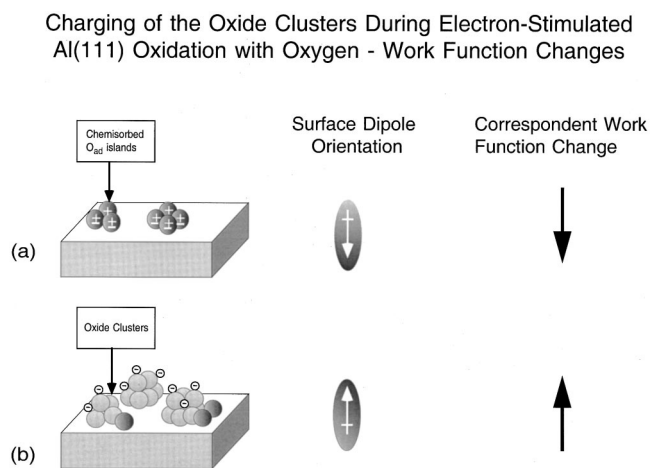 Charging of the Oxide Clusters During Electron-Stimulated
Al(111) Oxidation with Oxygen - Work Function Changes
Chemisorbed
O_ad islands
Surface Dipole
Orientation
Correspondent Work
Function Change
(a)
Oxide Clusters
(b)